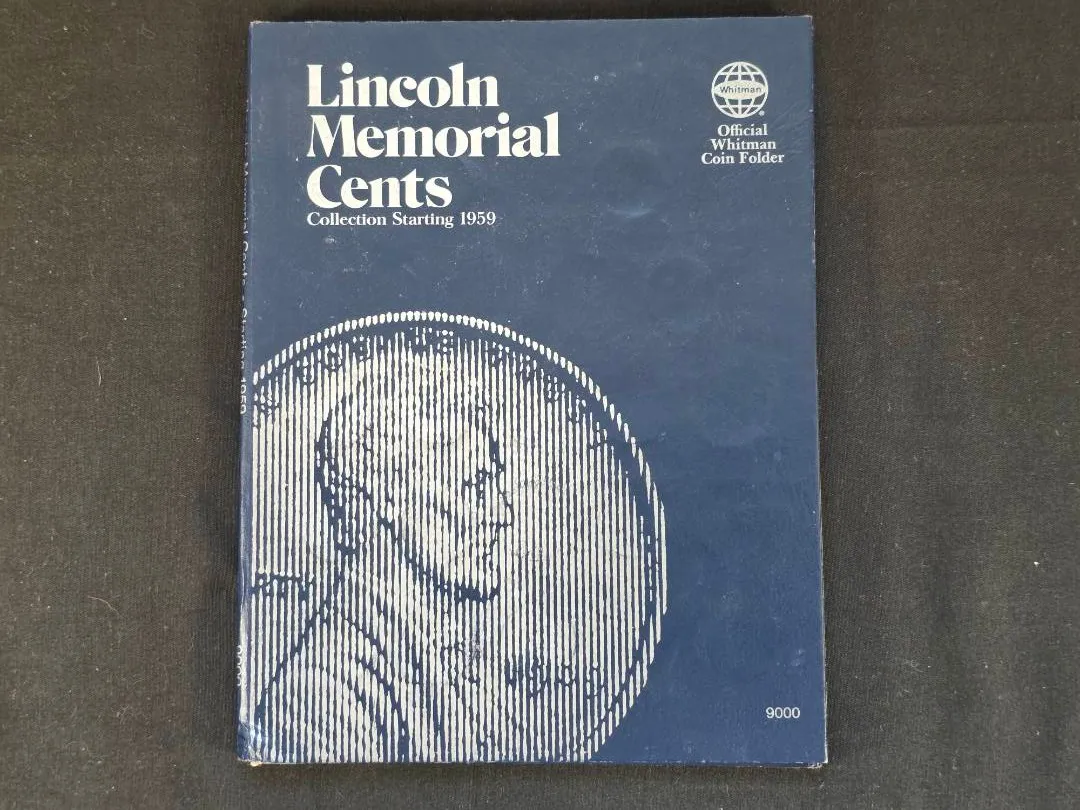 Lincoln
Memorial
Cents
Collection Starting 1959
Whitman
®
Official
Whitman
Coin Folder
9000